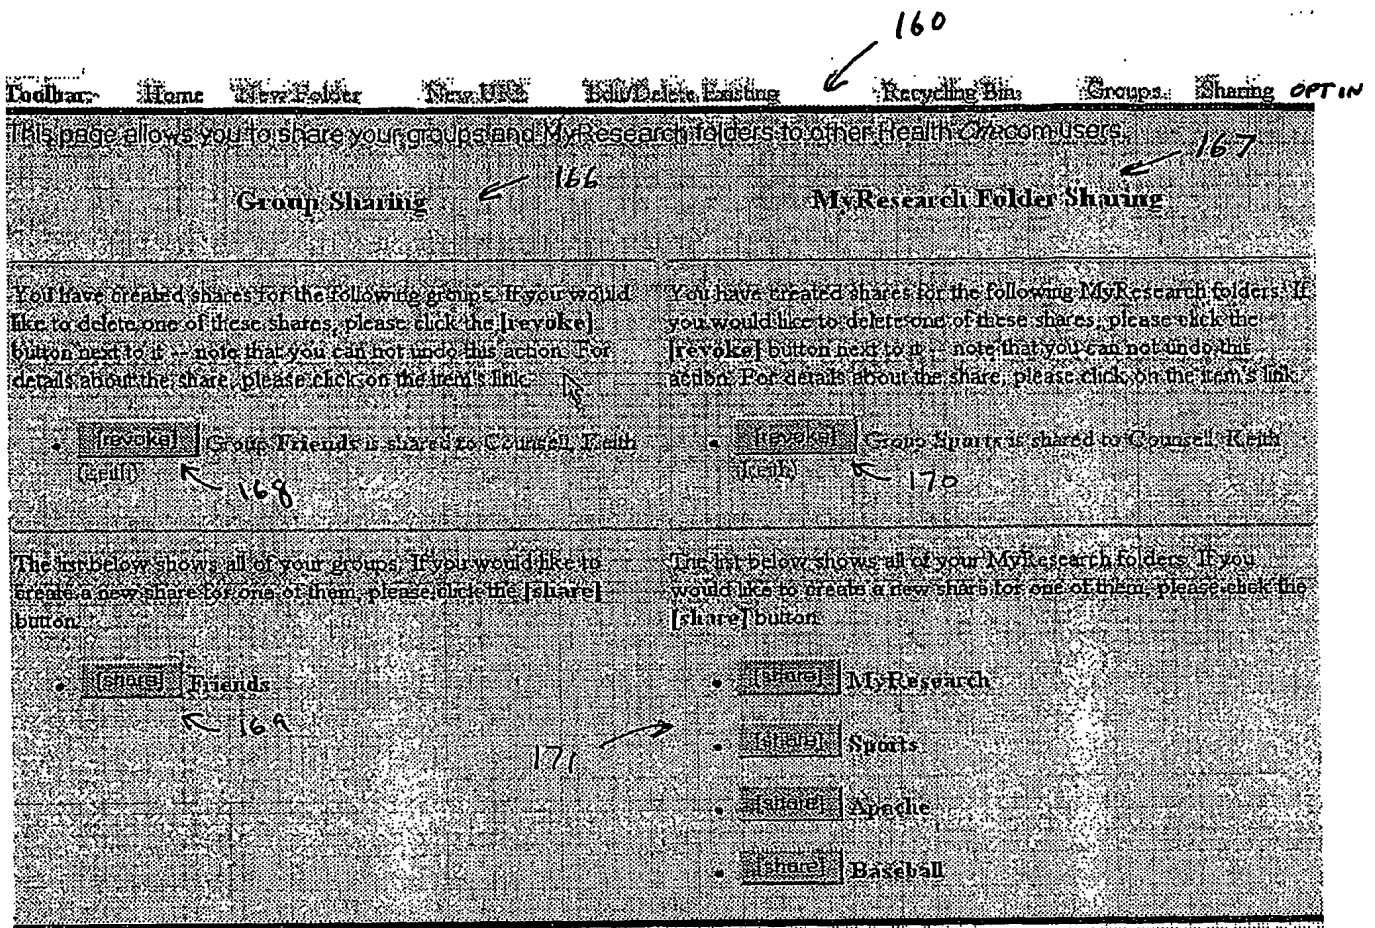 160
Toolbar: Home New Folder New URL Edit/Delete Existing Recycling Bin Groups Sharing OPT IN
This page allows you to share your groups and MyResearch folders to other Health Cite.com users.
166
167
Group Sharing
MyResearch Folder Sharing
You have created shares for the following groups. If you would
like to delete one of these shares, please click the [revoke]
button next to it -- note that you can not undo this action. For
details about the share, please click on the item's link.
• [revoke] Group Friends is shared to Counsell, Keith
(keith)
168
You have created shares for the following MyResearch folders. If
you would like to delete one of these shares, please click the
[revoke] button next to it -- note that you can not undo this
action. For details about the share, please click on the item's link.
• [revoke] Group Sports is shared to Counsell, Keith
(keith)
170
The list below shows all of your groups. If you would like to
create a new share for one of them, please click the [share]
button.
• [share] Friends
169
The list below shows all of your MyResearch folders. If you
would like to create a new share for one of them, please click the
[share] button.
171
• [share] MyResearch
• [share] Sports
• [share] Apache
• [share] Baseball